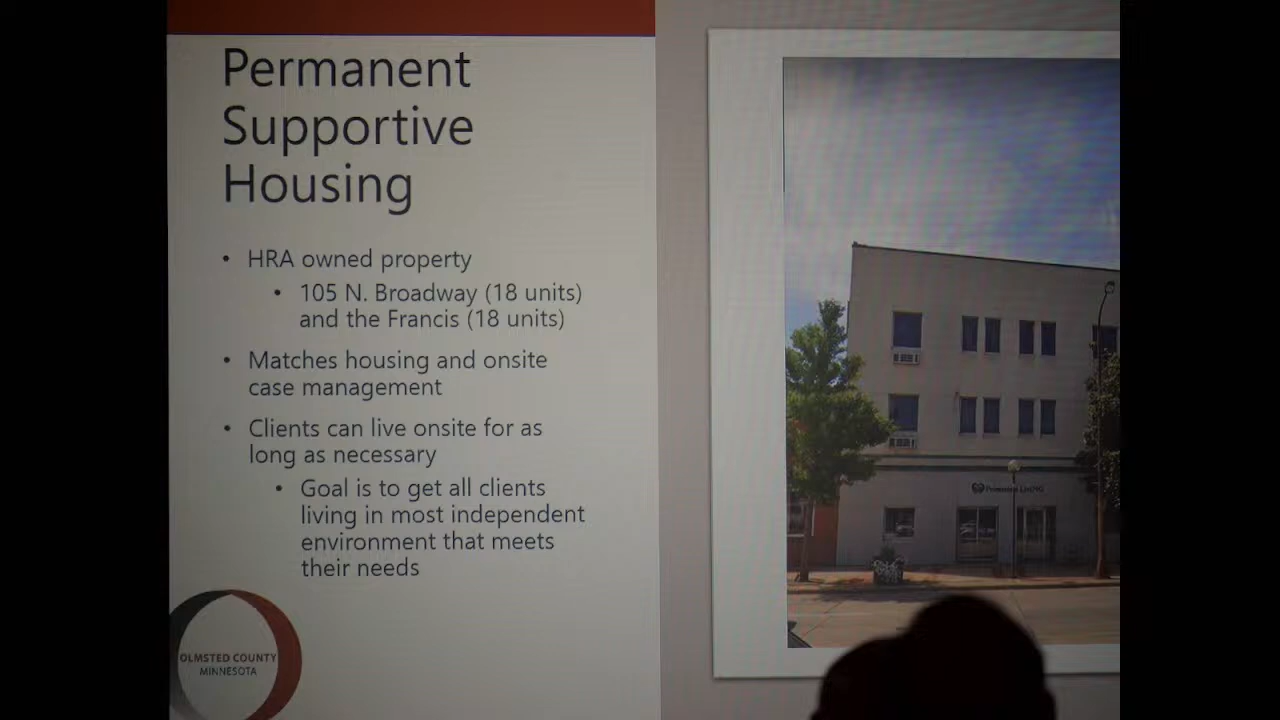 Permanent
Supportive
Housing
• HRA owned property
• 105 N. Broadway (18 units)
and the Francis (18 units)
• Matches housing and onsite
case management
• Clients can live onsite for as
long as necessary
• Goal is to get all clients
living in most independent
environment that meets
their needs
OLMSTED COUNTY
MINNESOTA